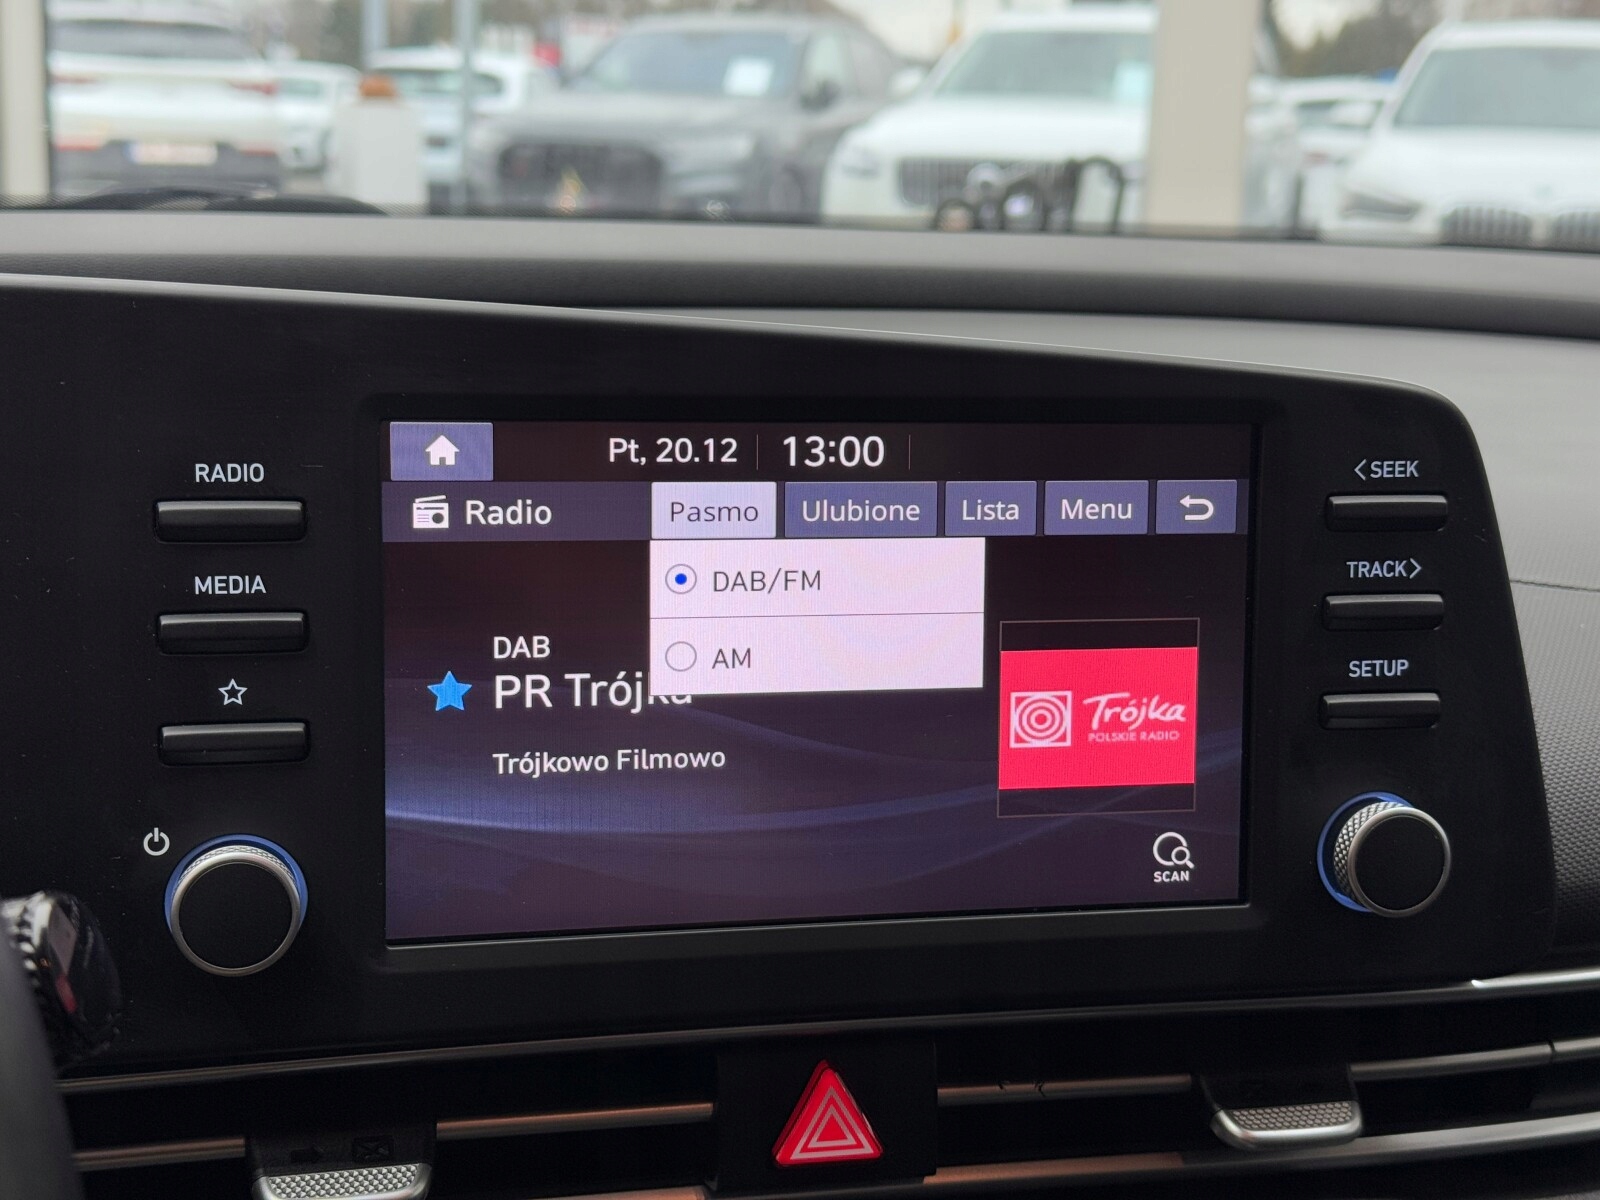 RADIO
MEDIA
Pt, 20.12
13:00
Radio
Pasmo
Ulubione
Lista
Menu
DAB/FM
AM
DAB
PR Trójka
Trójkowo Filmowo
Trójka
POLSKIE RADIO
SCAN
<SEEK
TRACK>
SETUP